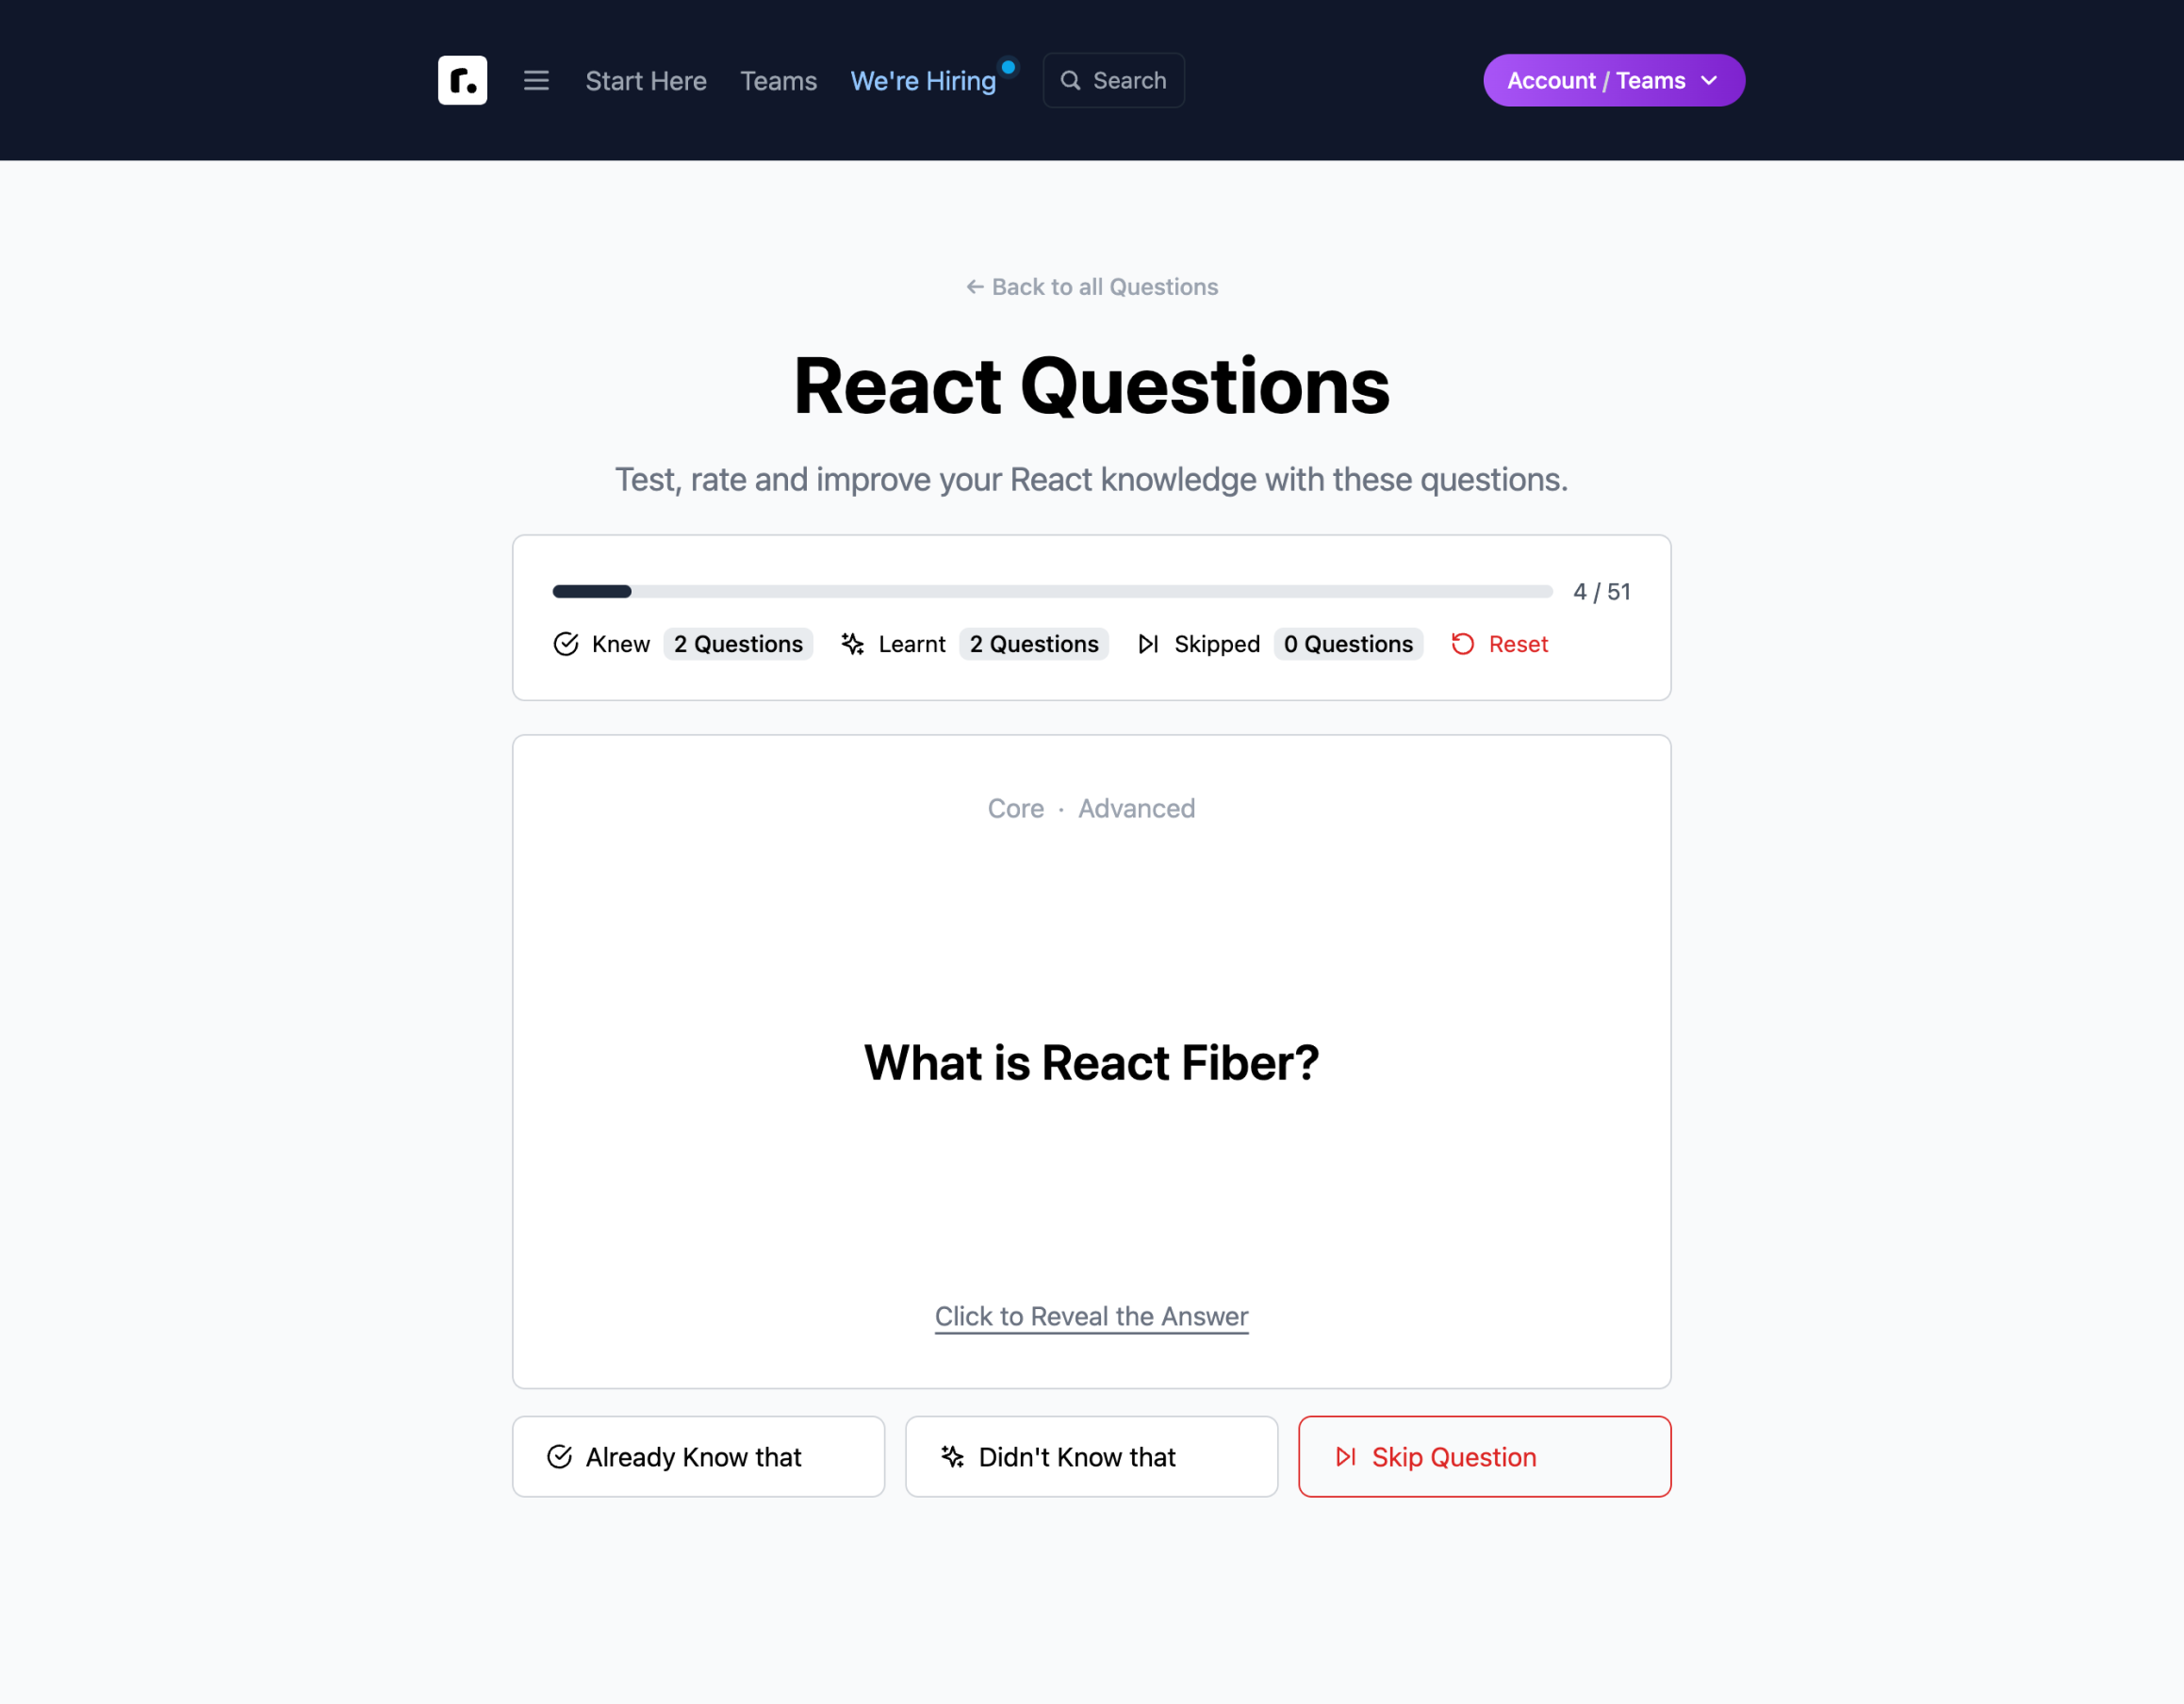 r.
Start Here
Teams
We're Hiring
Search
Account / Teams
← Back to all Questions
React Questions
Test, rate and improve your React knowledge with these questions.
4 / 51
Knew 2 Questions Learnt 2 Questions Skipped 0 Questions Reset
Core · Advanced
What is React Fiber?
Click to Reveal the Answer
Already Know that
Didn't Know that
Skip Question